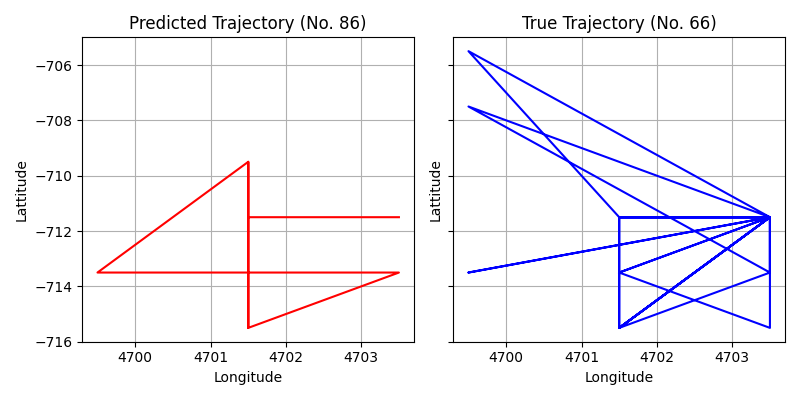 Predicted Trajectory (No. 86)
True Trajectory (No. 66)
Lattitude
−706
−708
−710
−712
−714
−716
4700
4701
4702
4703
Longitude
Lattitude
4700
4701
4702
4703
Longitude